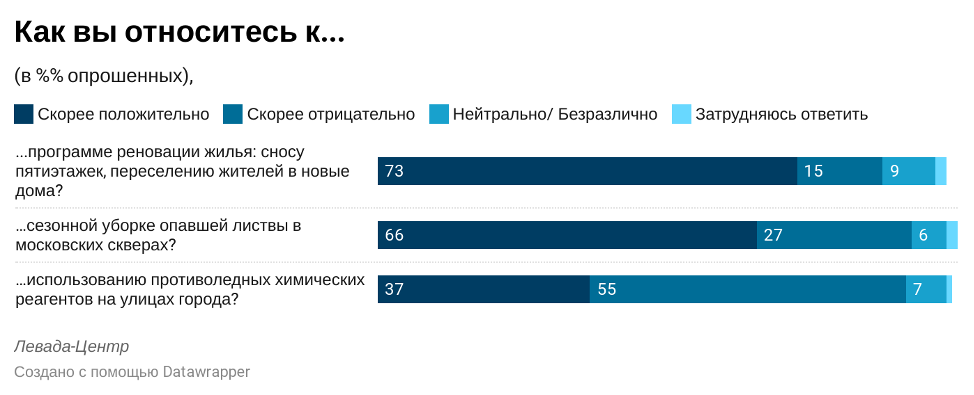 Как вы относитесь к...
(в %% опрошенных),
Скорее положительно Скорее отрицательно Нейтрально/ Безразлично Затрудняюсь ответить
...программе реновации жилья: сносу
пятиэтажек, переселению жителей в новые
дома?
73 15 9
...сезонной уборке опавшей листвы в
московских скверах?
66 27 6
...использованию противоледных химических
реагентов на улицах города?
37 55 7
Левада-Центр
Создано с помощью Datawrapper